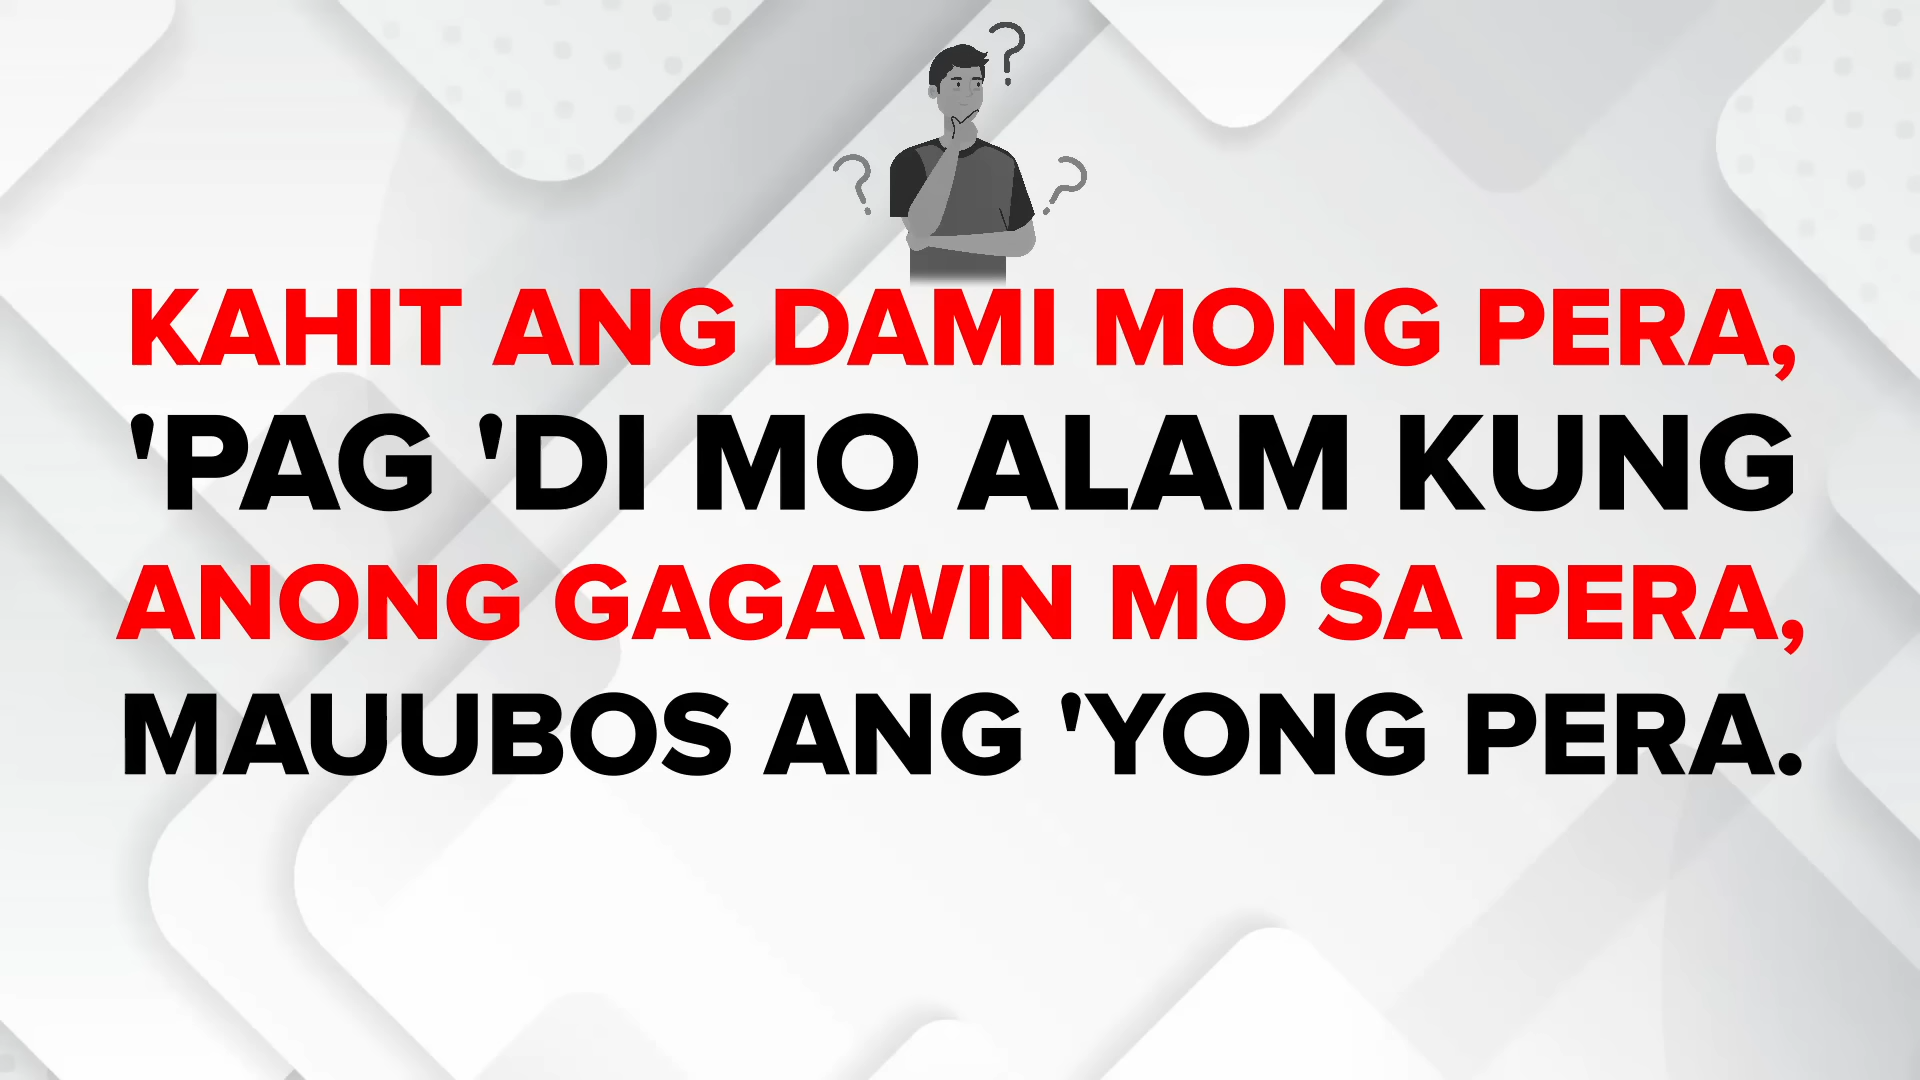 KAHIT ANG DAMI MONG PERA,
'PAG 'DI MO ALAM KUNG
ANONG GAGAWIN MO SA PERA,
MAUUBOS ANG 'YONG PERA.